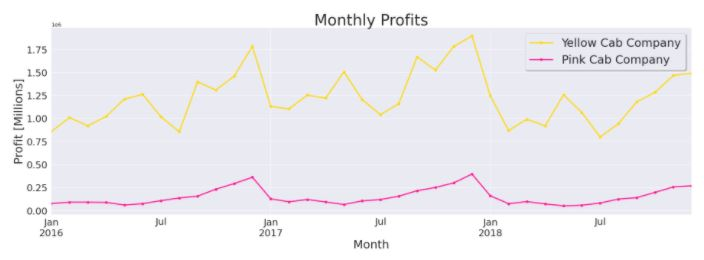 Monthly Profits
1e6
Yellow Cab Company
Pink Cab Company
Profit [Millions]
1.75
1.50
1.25
1.00
0.75
0.50
0.25
0.00
Jan Jul Jan Jul Jan Jul
2016 2017 2018
Month